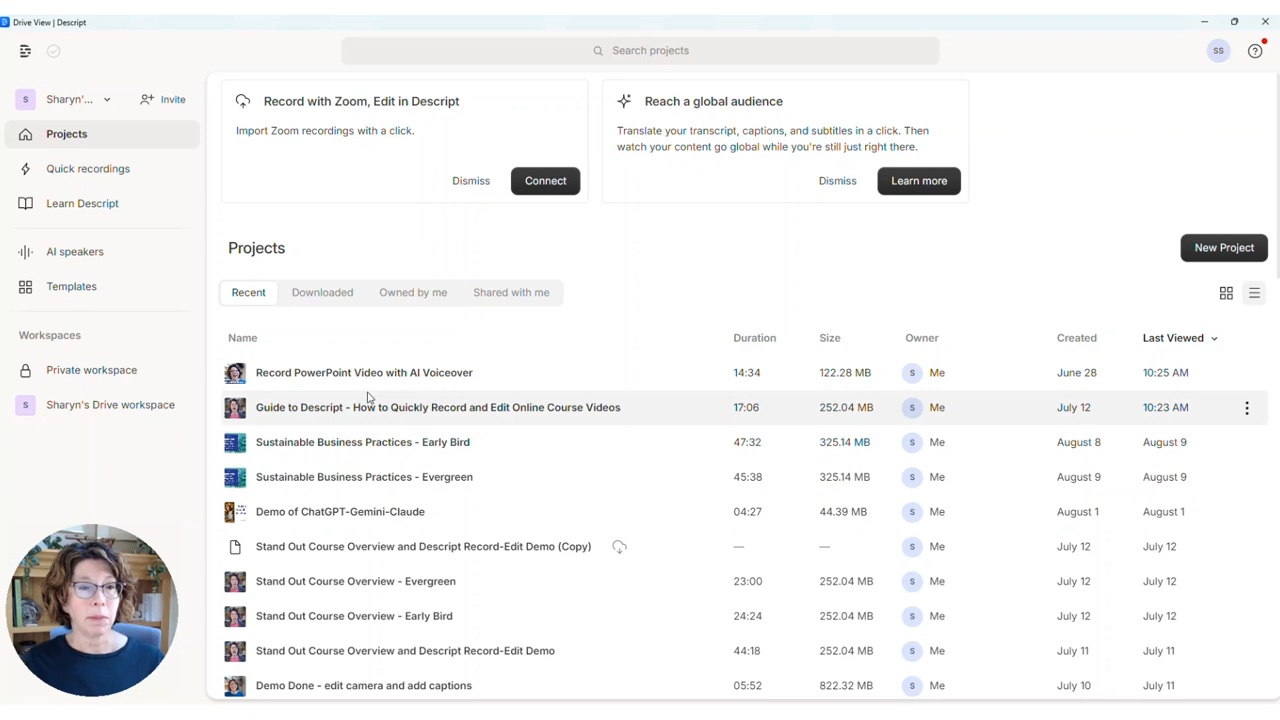 Drive View | Descript
Search projects
SS
S Sharyn'...
Invite
Projects
Quick recordings
Learn Descript
AI speakers
Templates
Workspaces
Private workspace
S Sharyn's Drive workspace
Record with Zoom, Edit in Descript
Import Zoom recordings with a click.
Dismiss
Connect
Reach a global audience
Translate your transcript, captions, and subtitles in a click. Then
watch your content go global while you're still just right there.
Dismiss
Learn more
Projects
New Project
Recent Downloaded Owned by me Shared with me
Name Duration Size Owner Created Last Viewed
Record PowerPoint Video with AI Voiceover 14:34 122.28 MB S Me June 28 10:25 AM
Guide to Descript - How to Quickly Record and Edit Online Course Videos 17:06 252.04 MB S Me July 12 10:23 AM
Sustainable Business Practices - Early Bird 47:32 325.14 MB S Me August 8 August 9
Sustainable Business Practices - Evergreen 45:38 325.14 MB S Me August 9 August 9
Demo of ChatGPT-Gemini-Claude 04:27 44.39 MB S Me August 1 August 1
Stand Out Course Overview and Descript Record-Edit Demo (Copy) — — S Me July 12 July 12
Stand Out Course Overview - Evergreen 23:00 252.04 MB S Me July 12 July 12
Stand Out Course Overview - Early Bird 24:24 252.04 MB S Me July 12 July 12
Stand Out Course Overview and Descript Record-Edit Demo 44:18 252.04 MB S Me July 11 July 11
Demo Done - edit camera and add captions 05:52 822.32 MB S Me July 10 July 11